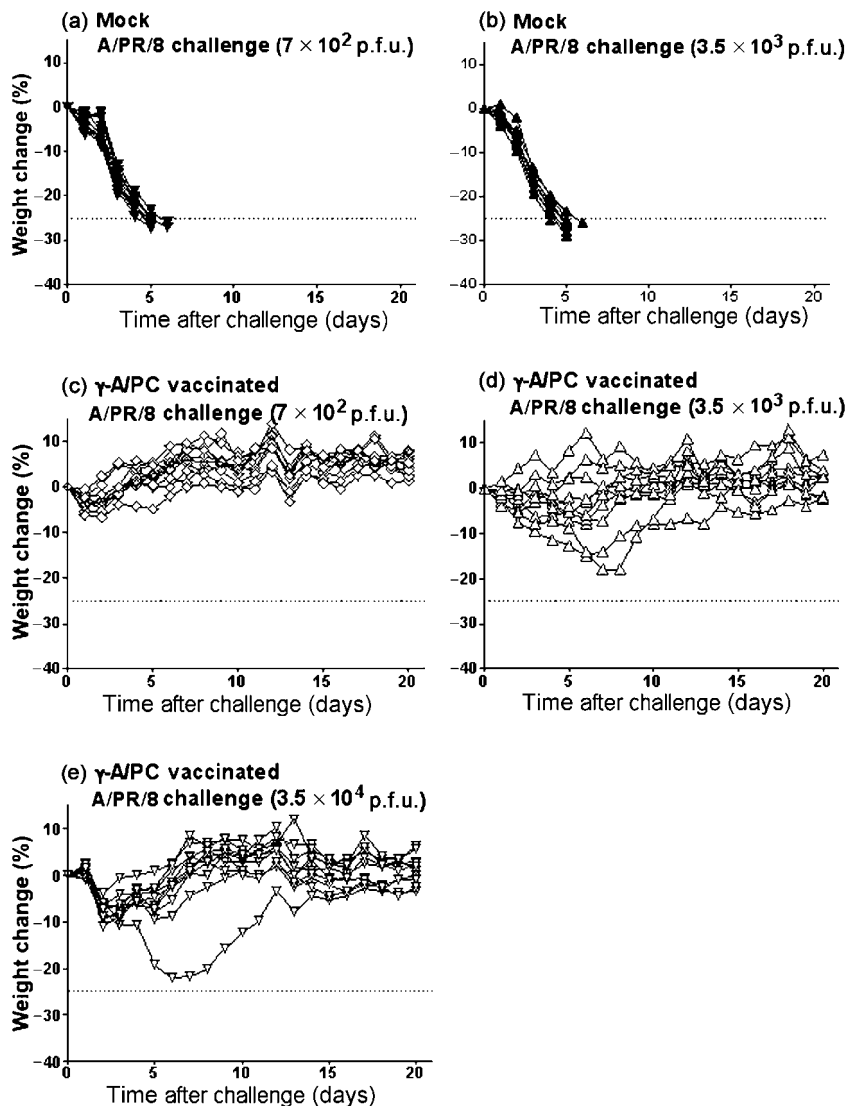 (a) Mock
A/PR/8 challenge (7 × 10² p.f.u.)
Weight change (%)
10
0
−10
−20
−30
−40
0 5 10 15 20
Time after challenge (days)
(b) Mock
A/PR/8 challenge (3.5 × 10³ p.f.u.)
10
0
−10
−20
−30
−40
0 5 10 15 20
Time after challenge (days)
(c) γ-A/PC vaccinated
A/PR/8 challenge (7 × 10² p.f.u.)
Weight change (%)
10
0
−10
−20
−30
−40
0 5 10 15 20
Time after challenge (days)
(d) γ-A/PC vaccinated
A/PR/8 challenge (3.5 × 10³ p.f.u.)
10
0
−10
−20
−30
−40
0 5 10 15 20
Time after challenge (days)
(e) γ-A/PC vaccinated
A/PR/8 challenge (3.5 × 10⁴ p.f.u.)
Weight change (%)
10
0
−10
−20
−30
−40
0 5 10 15 20
Time after challenge (days)